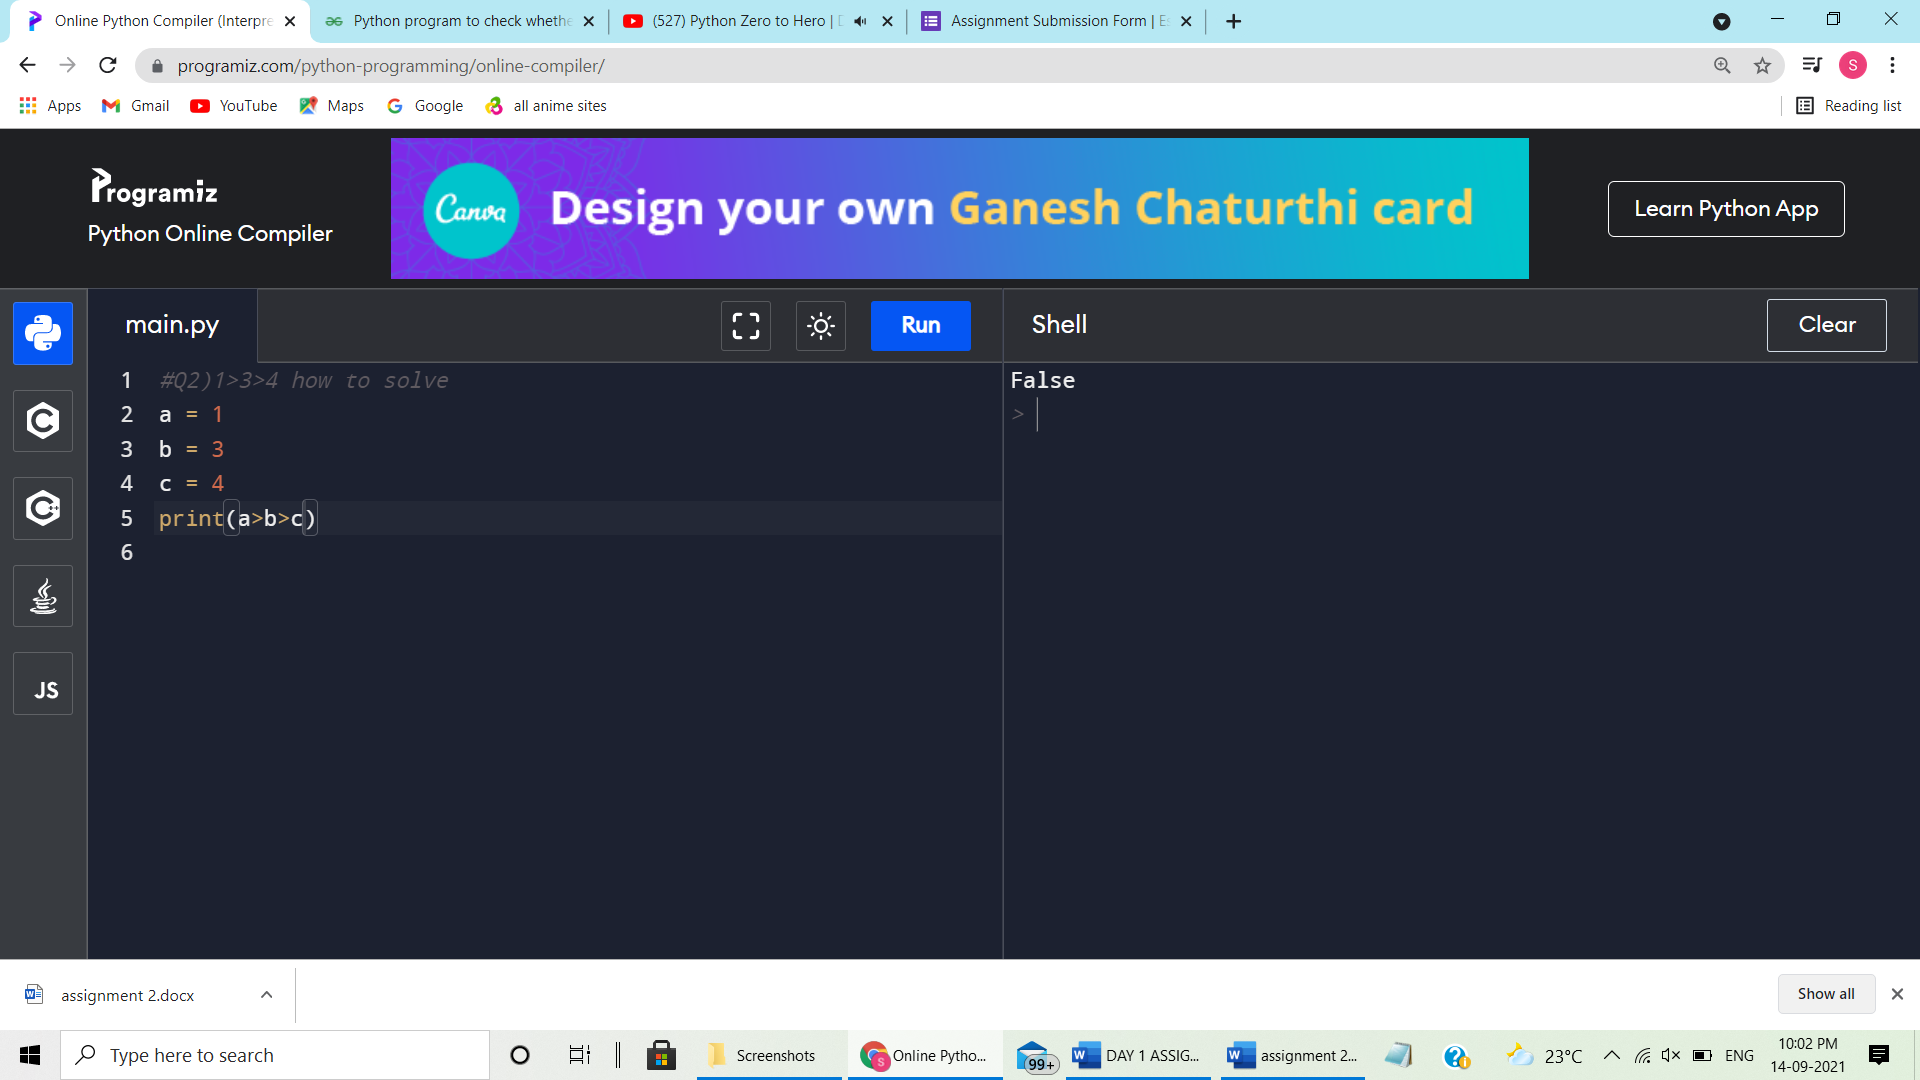 Online Python Compiler (Interpre
Python program to check whethe
(527) Python Zero to Hero | D
Assignment Submission Form | Es
programiz.com/python-programming/online-compiler/
S
Apps
Gmail
YouTube
Maps
Google
all anime sites
Reading list
Programiz
Python Online Compiler
Canva
Design your own Ganesh Chaturthi card
Learn Python App
main.py
Run
Shell
Clear
1 #Q2)1>3>4 how to solve
2 a = 1
3 b = 3
4 c = 4
5 print(a>b>c)
6
False
>
JS
assignment 2.docx
Show all
Type here to search
Screenshots
Online Pytho...
99+
DAY 1 ASSIG...
assignment 2...
23°C
ENG
10:02 PM
14-09-2021